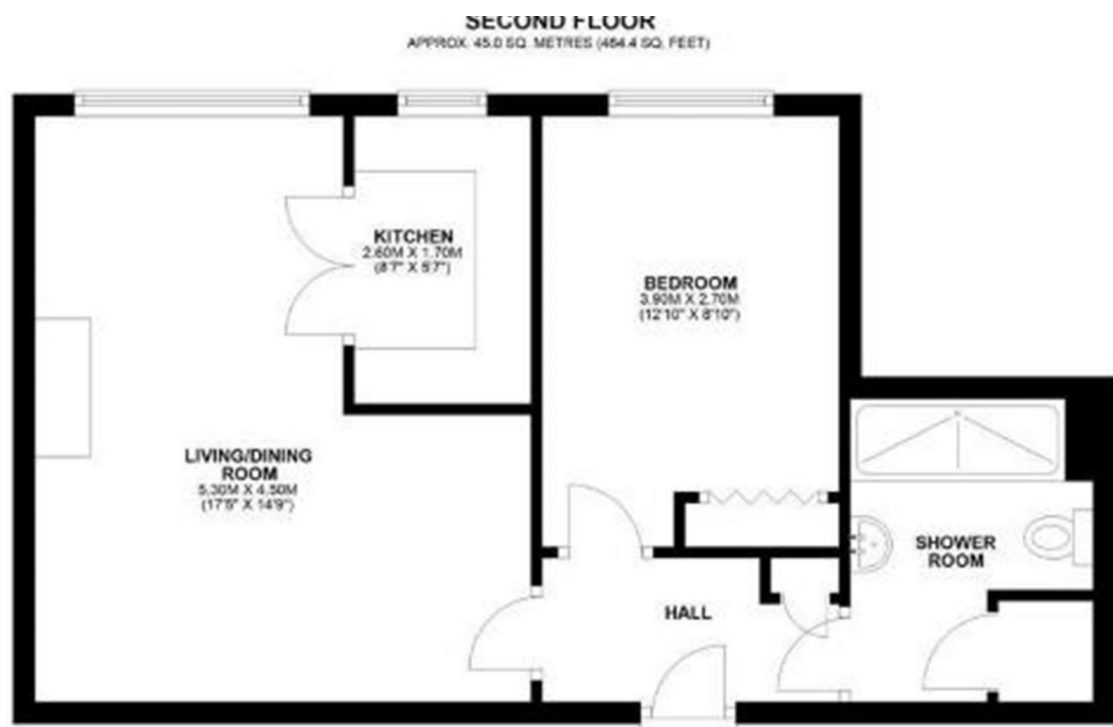 SECOND FLOOR
APPROX. 45.0 SQ. METRES (484.4 SQ. FEET)
KITCHEN
2.60M X 1.70M
(8'7" X 5'7")
BEDROOM
3.90M X 2.70M
(12'10" X 8'10")
LIVING/DINING
ROOM
5.30M X 4.50M
(17'5" X 14'9")
SHOWER
ROOM
HALL